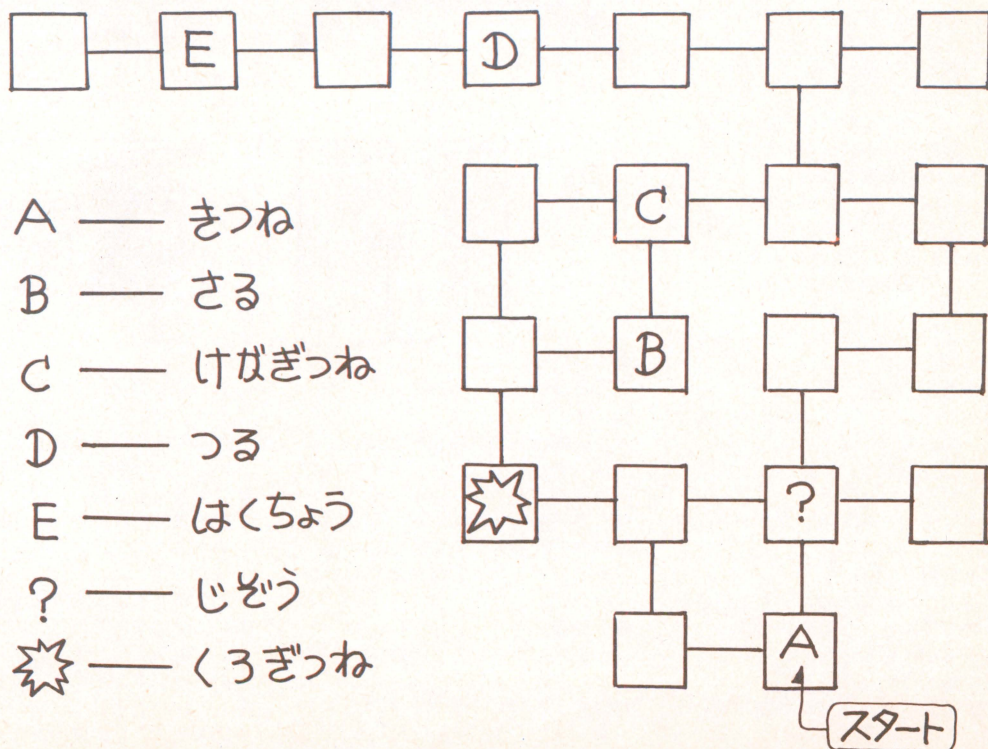 E
D
C
B
?
A
スタート
A — きつね
B — さる
C — けがぎつね
D — つる
E — はくちょう
? — じぞう
くろぎつね